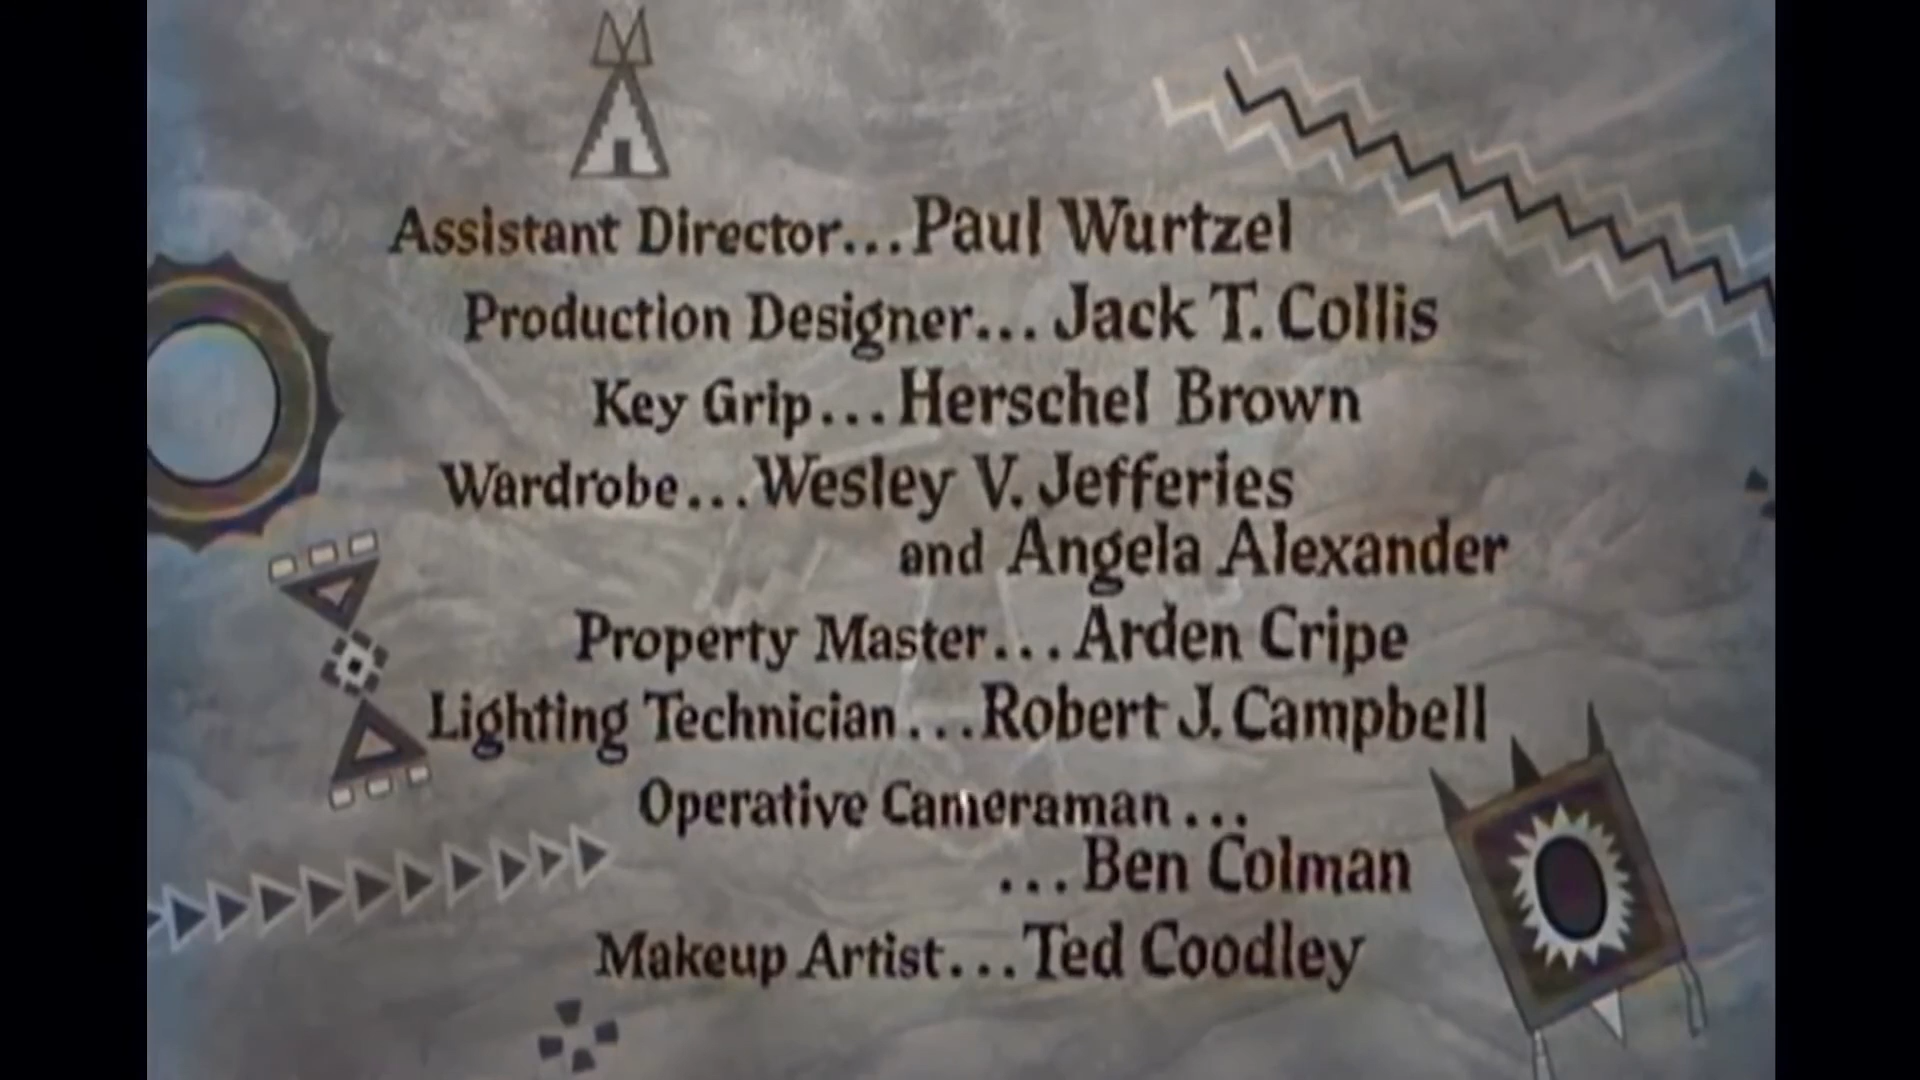 Assistant Director...Paul Wurtzel
Production Designer... Jack T. Collis
Key Grip...Herschel Brown
Wardrobe...Wesley V. Jefferies
and Angela Alexander
Property Master...Arden Cripe
Lighting Technician...Robert J. Campbell
Operative Cameraman...
...Ben Colman
Makeup Artist...Ted Coodley